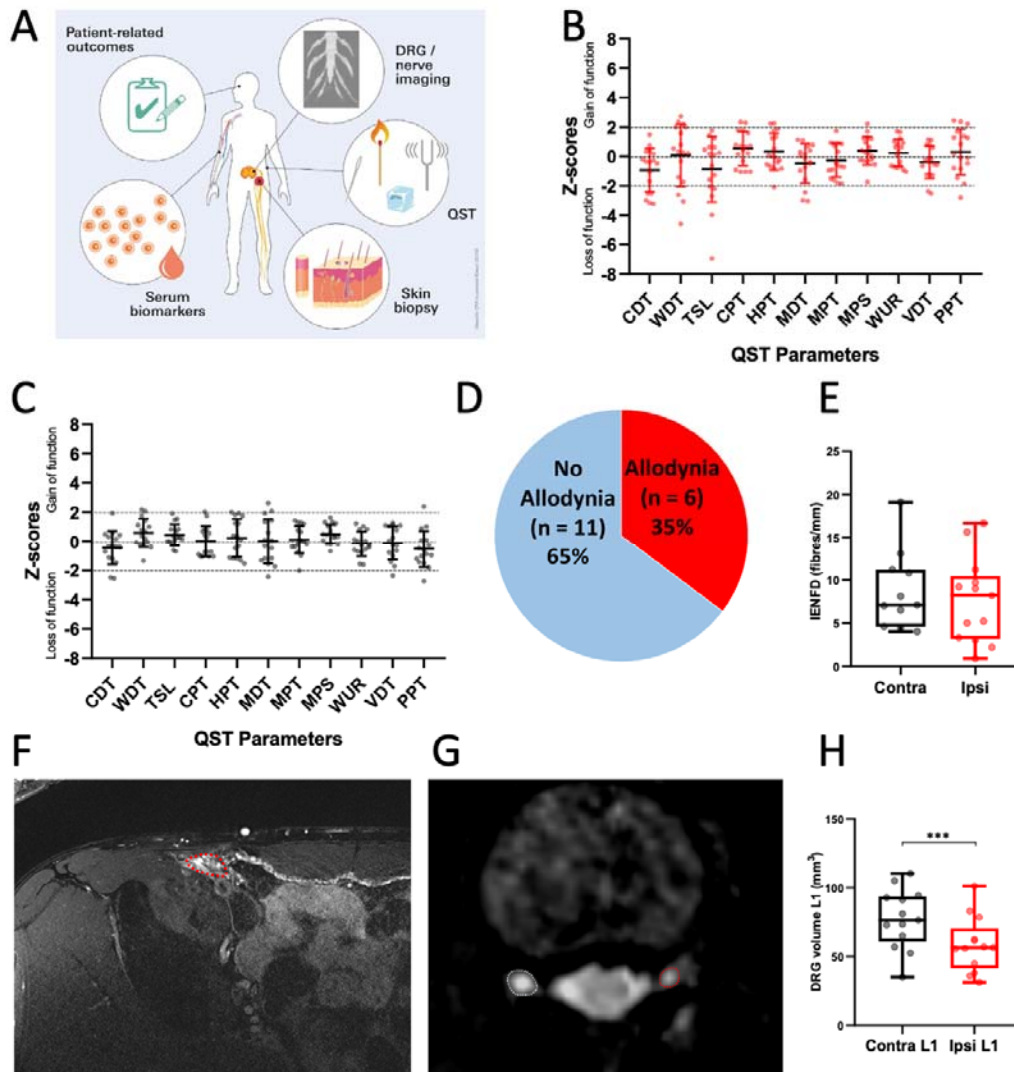 A
Patient-related
outcomes
DRG /
nerve
imaging
QST
Serum
biomarkers
Skin
biopsy
B
Z-scores
Gain of function
Loss of function
8
6
4
2
0
-2
-4
-6
-8
CDT
WDT
TSL
CPT
HPT
MDT
MPT
MPS
WUR
VDT
PPT
QST Parameters
C
Z-scores
Gain of function
Loss of function
8
6
4
2
0
-2
-4
-6
-8
CDT
WDT
TSL
CPT
HPT
MDT
MPT
MPS
WUR
VDT
PPT
QST Parameters
D
No
Allodynia
(n = 11)
65%
Allodynia
(n = 6)
35%
E
IENFD (fibres/mm)
25
20
15
10
5
0
Contra
Ipsi
F
G
H
DRG volume L1 (mm³)
150
100
50
0
***
Contra L1
Ipsi L1